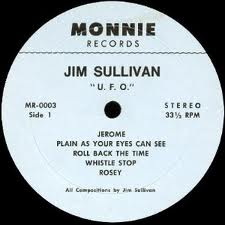 MONNIE
RECORDS
JIM SULLIVAN
"U. F. O."
MR-0003 STEREO
Side 1 33⅓ RPM
JEROME
PLAIN AS YOUR EYES CAN SEE
ROLL BACK THE TIME
WHISTLE STOP
ROSEY
All Compositions by Jim Sullivan